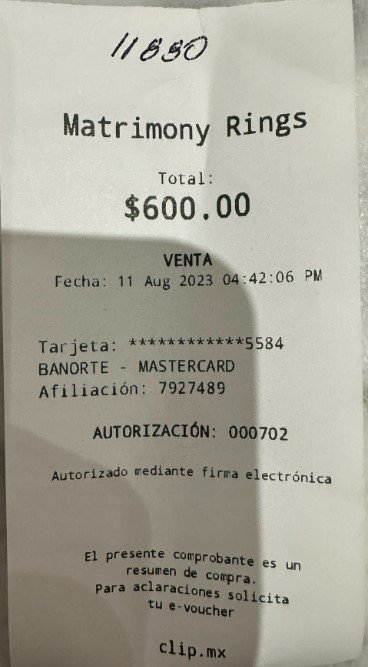 11880
Matrimony Rings
Total:
$600.00
VENTA
Fecha: 11 Aug 2023 04:42:06 PM
Tarjeta: ************5584
BANORTE - MASTERCARD
Afiliación: 7927489
AUTORIZACIÓN: 000702
Autorizado mediante firma electrónica
El presente comprobante es un
resumen de compra.
Para aclaraciones solicita
tu e-voucher
clip.mx